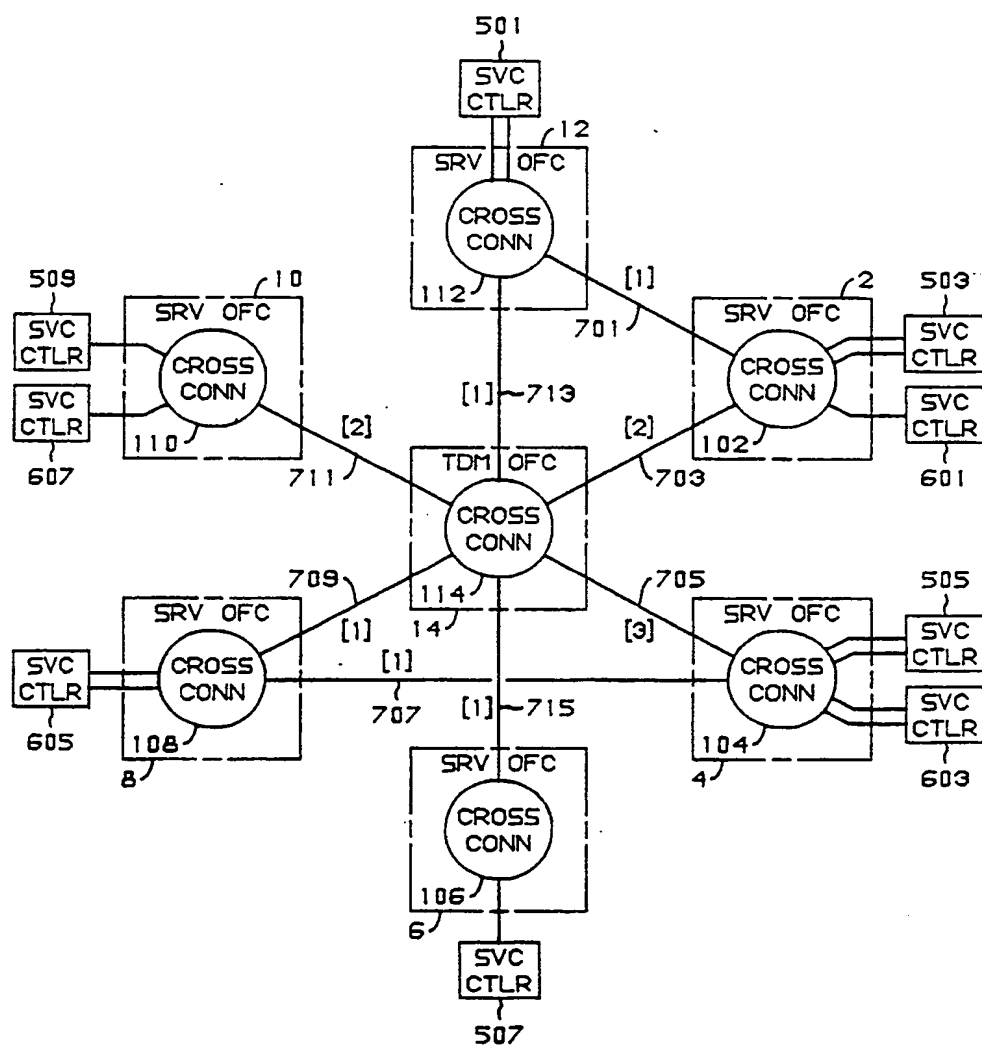 501
SVC
CTLR
12
SRV OFC
CROSS
CONN
112
509
SVC
CTLR
SVC
CTLR
607
10
SRV OFC
CROSS
CONN
110
[1]
701
2
SRV OFC
CROSS
CONN
102
503
SVC
CTLR
SVC
CTLR
601
[1]
713
[2]
711
[2]
703
TDM OFC
CROSS
CONN
114
14
709
[1]
705
[3]
SRV OFC
CROSS
CONN
108
8
SVC
CTLR
605
[1]
707
[1]
715
SRV OFC
CROSS
CONN
104
4
505
SVC
CTLR
SVC
CTLR
603
SRV OFC
CROSS
CONN
106
6
SVC
CTLR
507